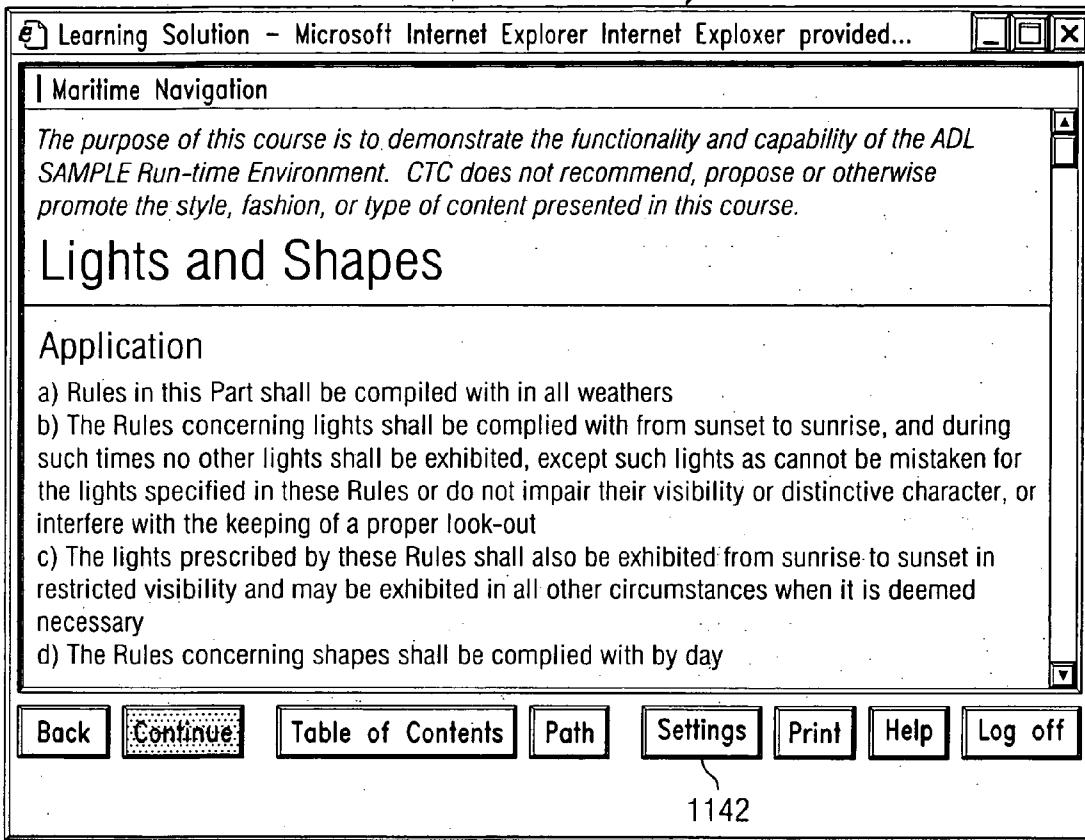 Learning Solution – Microsoft Internet Explorer Internet Exploxer provided...
Maritime Navigation
The purpose of this course is to demonstrate the functionality and capability of the ADL
SAMPLE Run-time Environment. CTC does not recommend, propose or otherwise
promote the style, fashion, or type of content presented in this course.
Lights and Shapes
Application
a) Rules in this Part shall be compiled with in all weathers
b) The Rules concerning lights shall be complied with from sunset to sunrise, and during
such times no other lights shall be exhibited, except such lights as cannot be mistaken for
the lights specified in these Rules or do not impair their visibility or distinctive character, or
interfere with the keeping of a proper look-out
c) The lights prescribed by these Rules shall also be exhibited from sunrise to sunset in
restricted visibility and may be exhibited in all other circumstances when it is deemed
necessary
d) The Rules concerning shapes shall be complied with by day
Back Continue Table of Contents Path Settings Print Help Log off
1142